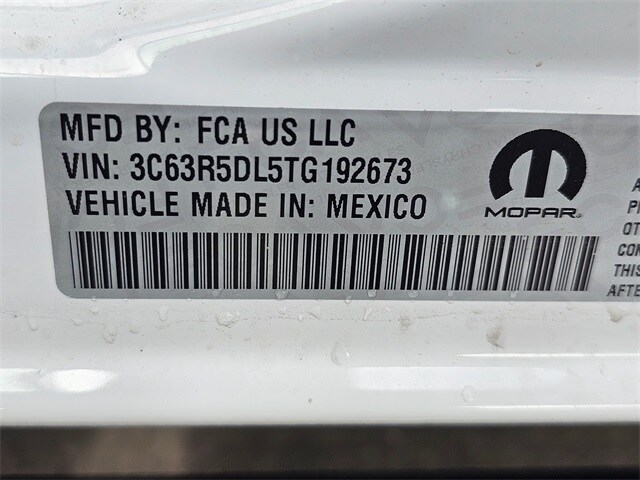 MFD BY: FCA US LLC
VIN: 3C63R5DL5TG192673
VEHICLE MADE IN: MEXICO
MOPAR